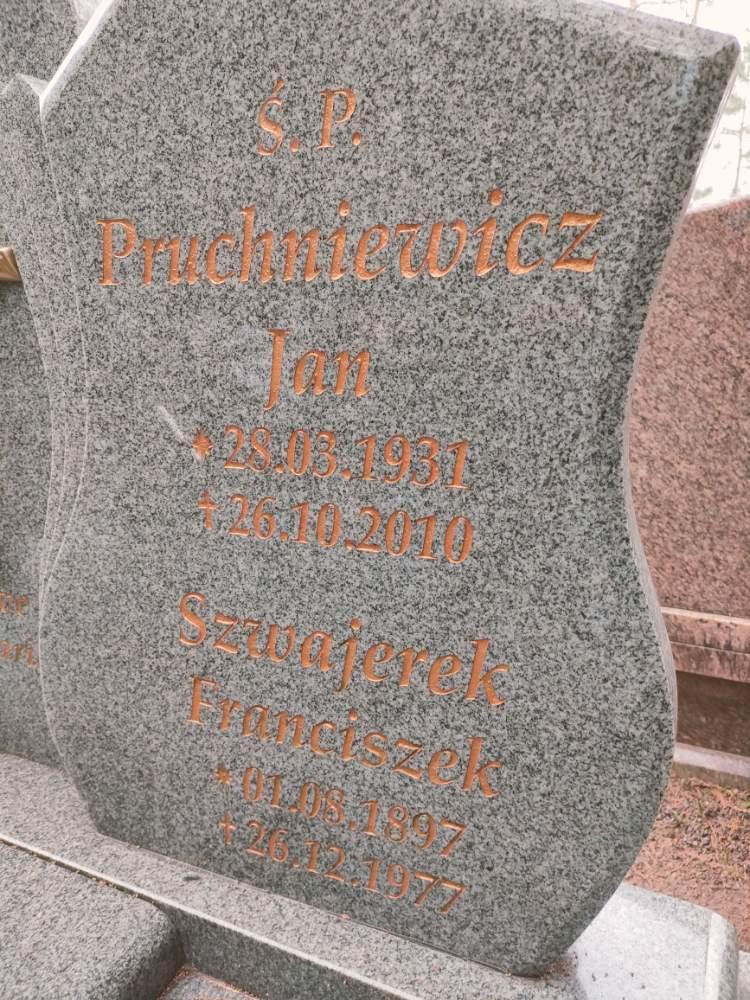 Ś. P.
Pruchniewicz
Jan
* 28.03.1931
† 26.10.2010
Szwajerek
Franciszek
* 01.08.1897
† 26.12.1977